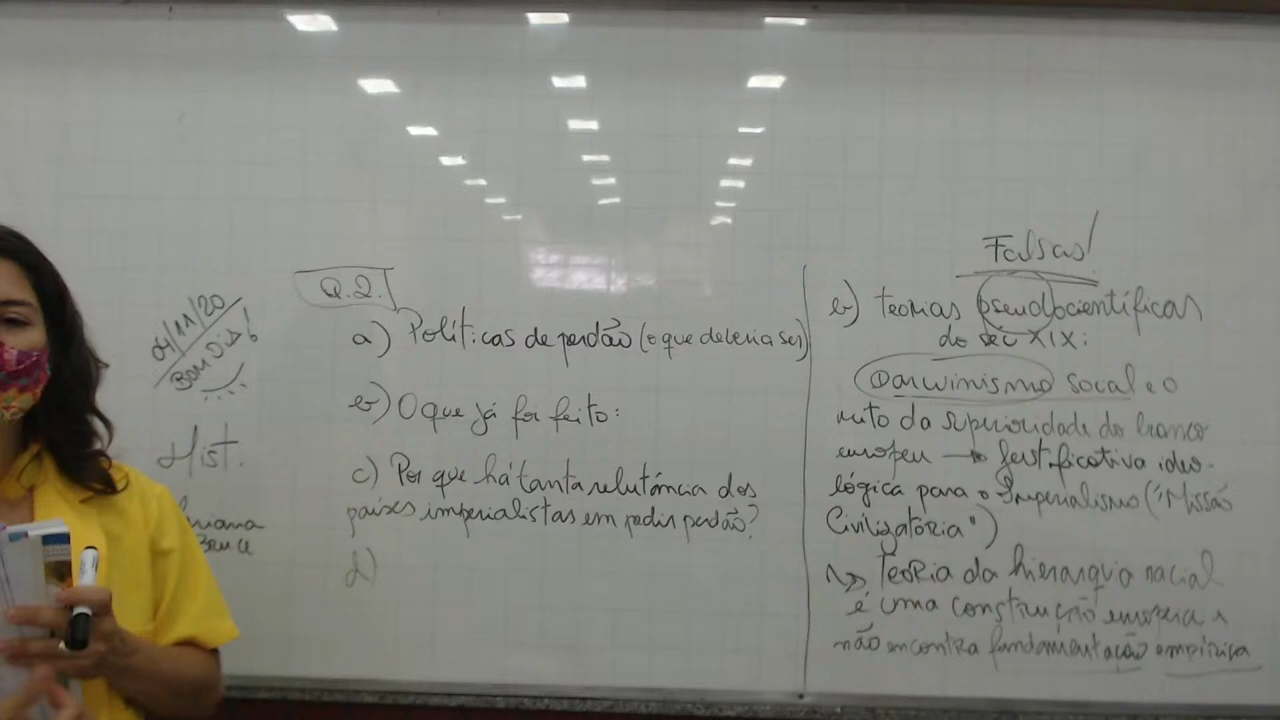 04/11/20
BOM DIA!
Hist.
Q.2.
a) Políticas de perdão (o que deveria ser)
b) O que já foi feito:
c) Por que há tanta relutância dos
países imperialistas em pedir perdão?
d)
Falsas!
b) teorias pseudocientíficas
do séc XIX:
Darwinismo social e o
mito da superioridade do branco
europeu → justificativa ideo-
lógica para o Imperialismo ("Missão
Civilizatória")
↳ Teoria da hierarquia racial
é uma construção europeia e
não encontra fundamentação empírica